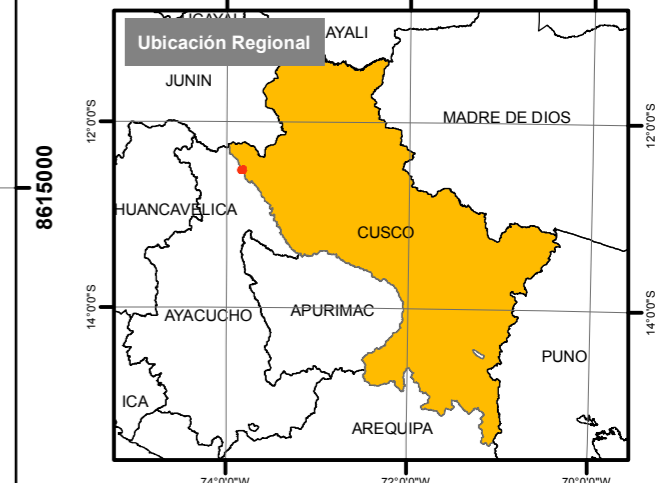 UCAYALI
AYALI
Ubicación Regional
JUNIN
MADRE DE DIOS
12°0'0"S
12°0'0"S
8615000
HUANCAVELICA
CUSCO
14°0'0"S
14°0'0"S
AYACUCHO
APURIMAC
PUNO
ICA
AREQUIPA
74°0'0"W
72°0'0"W
70°0'0"W